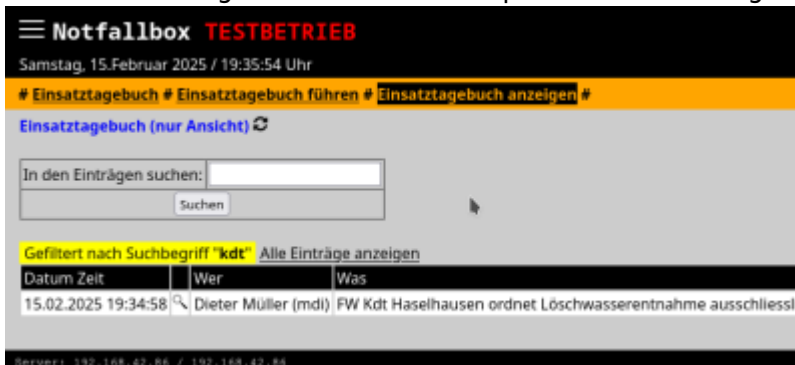 Notfallbox TESTBETRIEB
Samstag, 15.Februar 2025 / 19:35:54 Uhr
# Einsatztagebuch # Einsatztagebuch führen # Einsatztagebuch anzeigen #
Einsatztagebuch (nur Ansicht)
In den Einträgen suchen:
Suchen
Gefiltert nach Suchbegriff "kdt" Alle Einträge anzeigen
Datum Zeit Wer Was
15.02.2025 19:34:58 Dieter Müller (mdi) FW Kdt Haselhausen ordnet Löschwasserentnahme ausschliessl
Server: 192.168.42.86 / 192.168.42.86